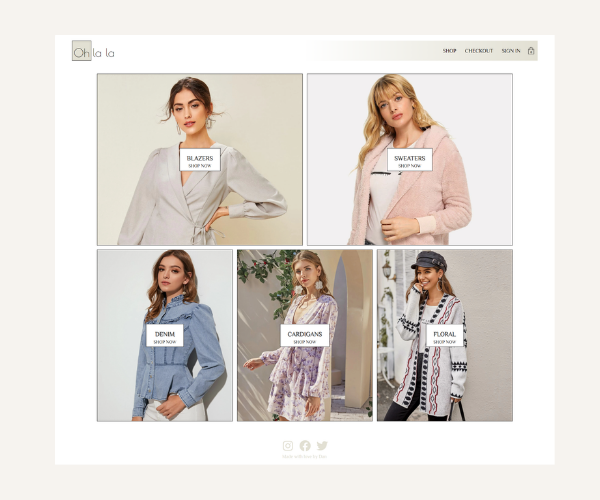 Oh la la
SHOP CHECKOUT SIGN IN
BLAZERS
SHOP NOW
SWEATERS
SHOP NOW
DENIM
SHOP NOW
CARDIGANS
SHOP NOW
FLORAL
SHOP NOW